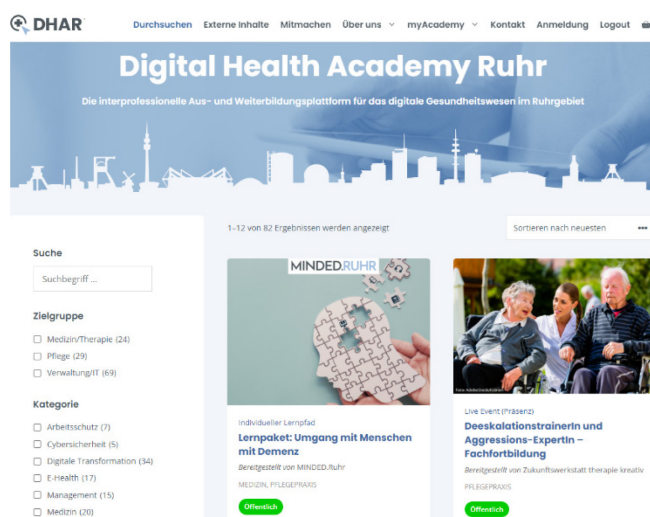 DHAR
Durchsuchen Externe Inhalte Mitmachen Über uns myAcademy Kontakt Anmeldung Logout
Digital Health Academy Ruhr
Die interprofessionelle Aus- und Weiterbildungsplattform für das digitale Gesundheitswesen im Ruhrgebiet
1–12 von 82 Ergebnissen werden angezeigt
Sortieren nach neuesten
Suche
Suchbegriff ...
Zielgruppe
Medizin/Therapie (24)
Pflege (29)
Verwaltung/IT (69)
Kategorie
Arbeitsschutz (7)
Cybersicherheit (5)
Digitale Transformation (34)
E-Health (17)
Management (15)
Medizin (20)
MINDED.RUHR
Individueller Lernpfad
Lernpaket: Umgang mit Menschen
mit Demenz
Bereitgestellt von MINDED.Ruhr
MEDIZIN, PFLEGEPRAXIS
Öffentlich
Live Event (Präsenz)
DeeskalationstrainerIn und
Aggressions-ExpertIn –
Fachfortbildung
Bereitgestellt von Zukunftswerkstatt therapie kreativ
PFLEGEPRAXIS
Öffentlich